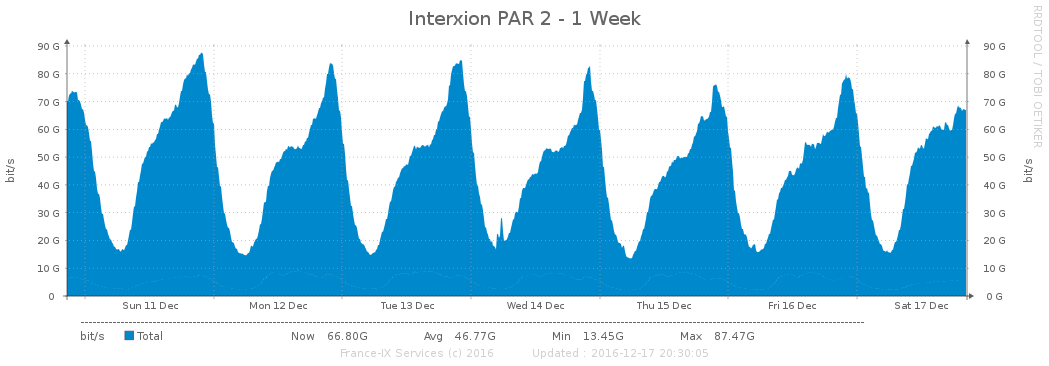 Interxion PAR 2 - 1 Week
RRDTOOL / TOBI OETIKER
bit/s
90 G
80 G
70 G
60 G
50 G
40 G
30 G
20 G
10 G
0
90 G
80 G
70 G
60 G
50 G
40 G
30 G
20 G
10 G
0 G
bit/s
Sun 11 Dec Mon 12 Dec Tue 13 Dec Wed 14 Dec Thu 15 Dec Fri 16 Dec Sat 17 Dec
bit/s Total Now 66.80G Avg 46.77G Min 13.45G Max 87.47G
France-IX Services (c) 2016 Updated : 2016-12-17 20:30:05